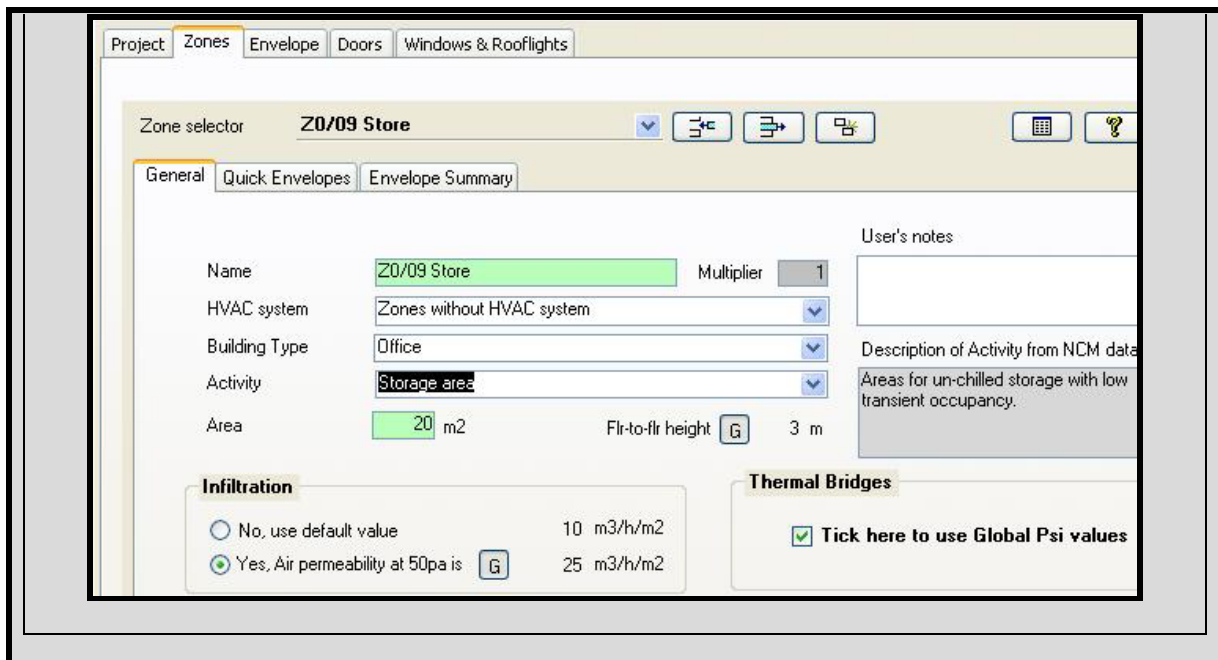 Project Zones Envelope Doors Windows & Rooflights
Zone selector Z0/09 Store
General Quick Envelopes Envelope Summary
User's notes
Name Z0/09 Store Multiplier 1
HVAC system Zones without HVAC system
Building Type Office
Description of Activity from NCM data
Activity Storage area
Areas for un-chilled storage with low
transient occupancy.
Area 20 m2 Flr-to-flr height G 3 m
Infiltration
Thermal Bridges
No, use default value 10 m3/h/m2
Tick here to use Global Psi values
Yes, Air permeability at 50pa is G 25 m3/h/m2